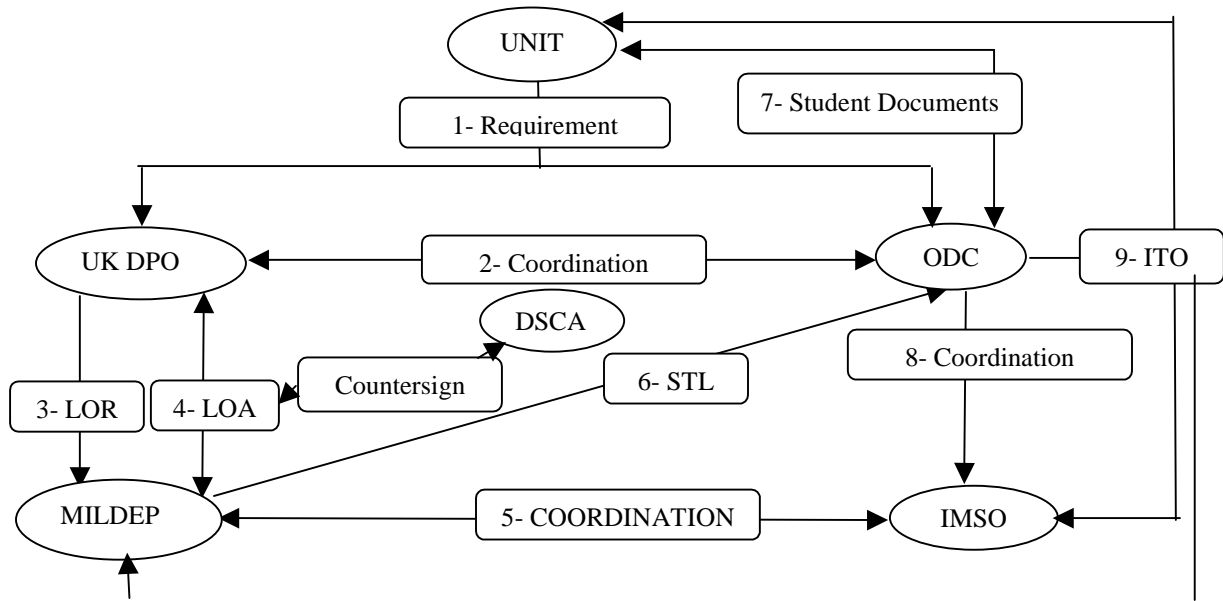 UNIT
7- Student Documents
1- Requirement
UK DPO
2- Coordination
ODC
9- ITO
DSCA
8- Coordination
Countersign
6- STL
3- LOR
4- LOA
MILDEP
5- COORDINATION
IMSO